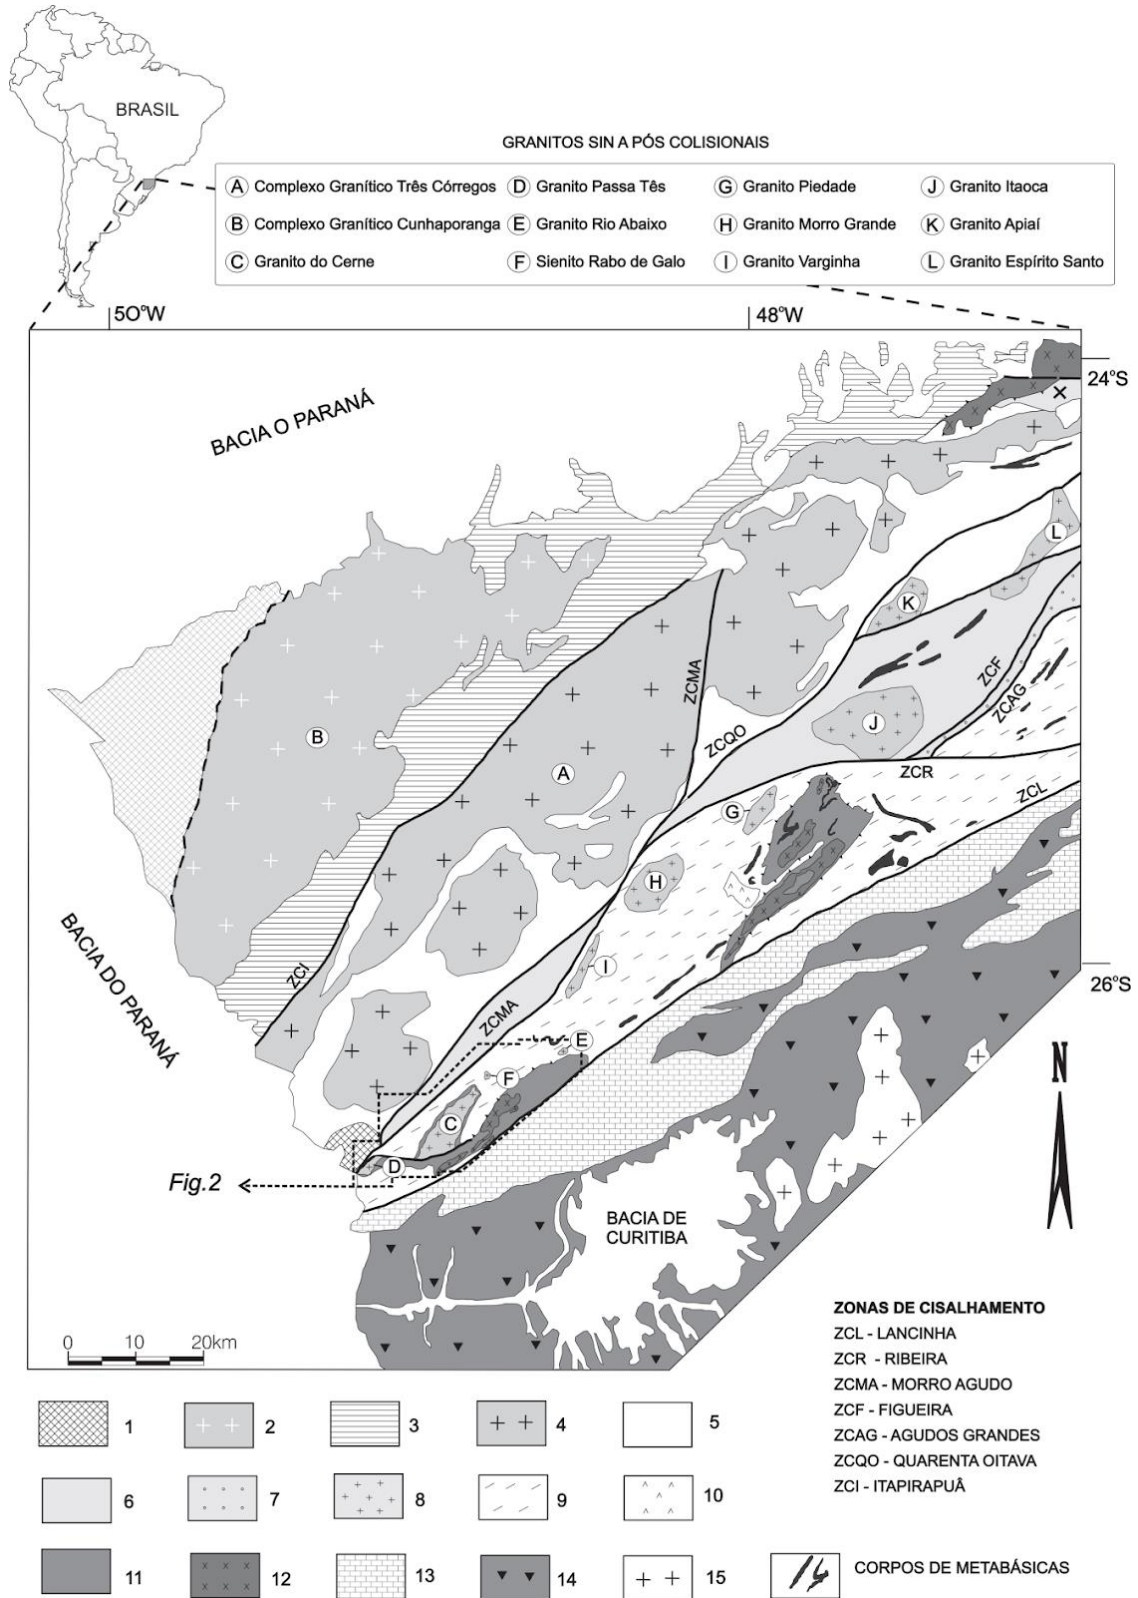 BRASIL
GRANITOS SIN A PÓS COLISIONAIS
A Complexo Granítico Três Córregos
D Granito Passa Tês
G Granito Piedade
J Granito Itaoca
B Complexo Granítico Cunhaporanga
E Granito Rio Abaixo
H Granito Morro Grande
K Granito Apiaí
C Granito do Cerne
F Sienito Rabo de Galo
I Granito Varginha
L Granito Espírito Santo
50°W
48°W
24°S
BACIA O PARANÁ
L
K
ZCMA
ZCF
ZCAG
ZCQO
J
B
A
ZCR
ZCL
G
H
BACIA DO PARANÁ
ZCI
I
26°S
ZCMA
E
F
N
C
D
Fig.2
BACIA DE
CURITIBA
0 10 20km
ZONAS DE CISALHAMENTO
ZCL - LANCINHA
ZCR - RIBEIRA
ZCMA - MORRO AGUDO
ZCF - FIGUEIRA
ZCAG - AGUDOS GRANDES
ZCQO - QUARENTA OITAVA
ZCI - ITAPIRAPUÂ
1 2 3 4 5
6 7 8 9 10
11 12 13 14 15
CORPOS DE METABÁSICAS